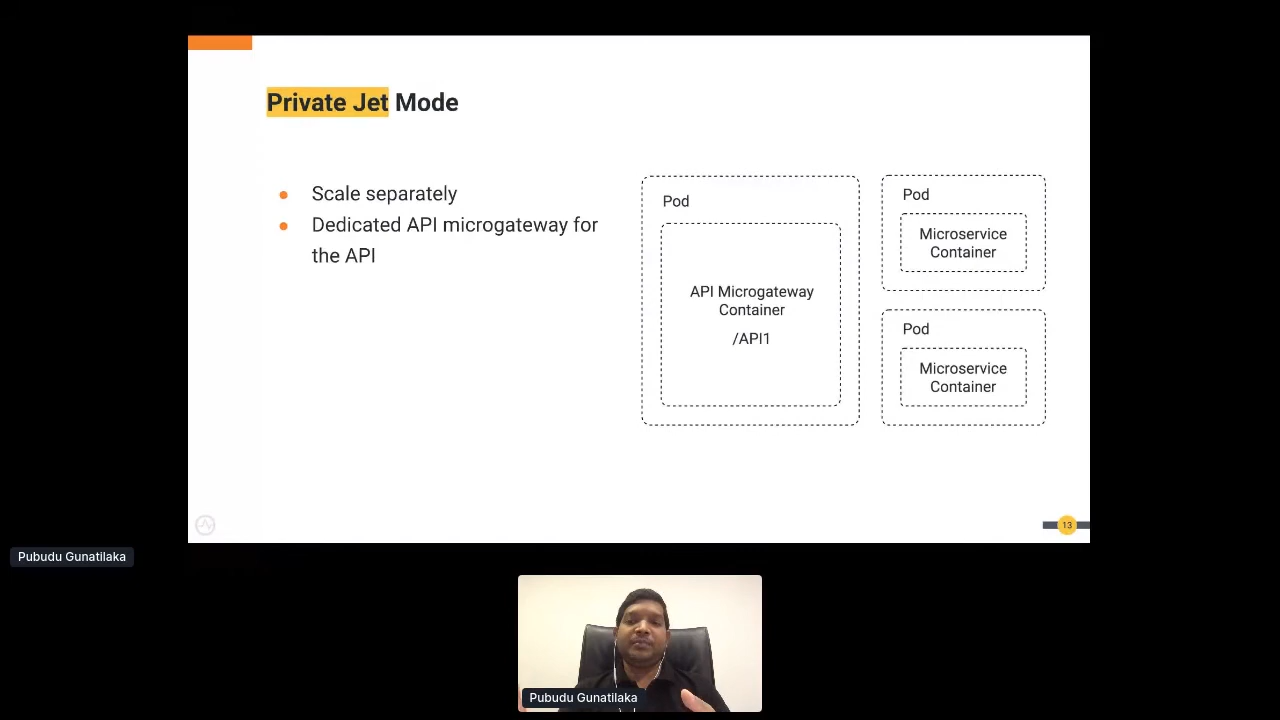 Private Jet Mode
Scale separately
Dedicated API microgateway for
the API
Pod
API Microgateway
Container
/API1
Pod
Microservice
Container
Pod
Microservice
Container
13
Pubudu Gunatilaka
Pubudu Gunatilaka